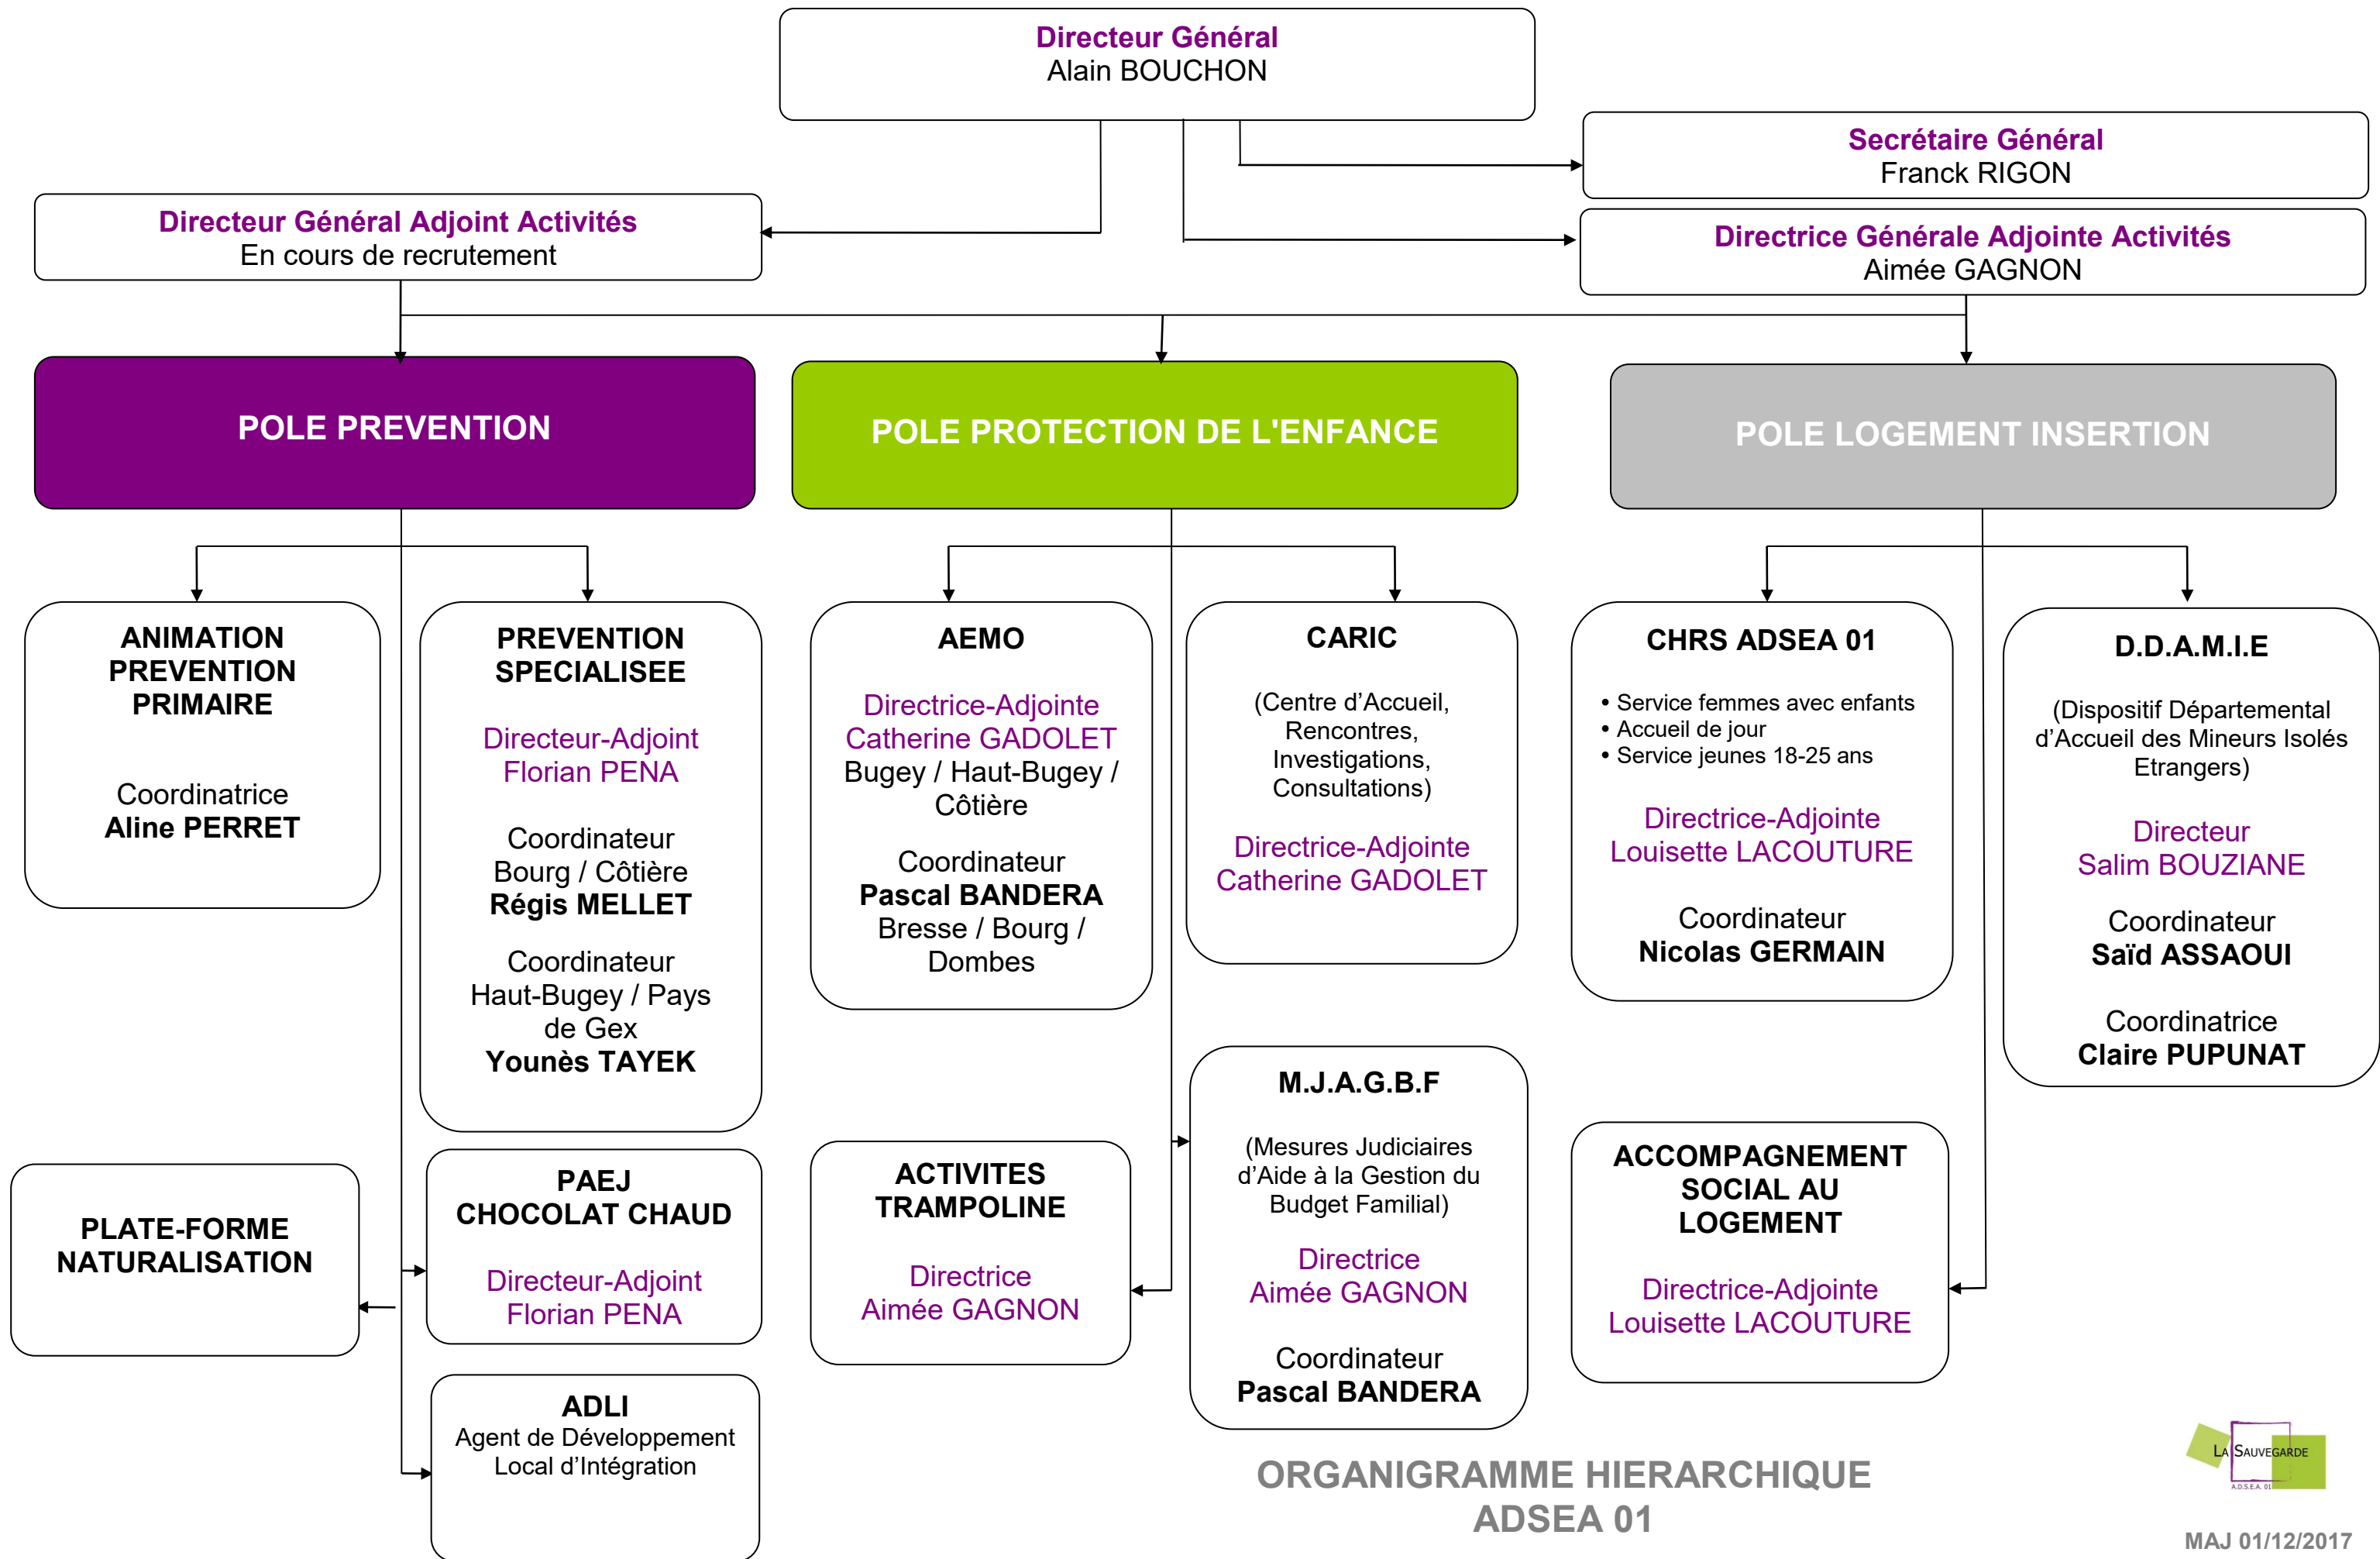 Directeur Général
Alain BOUCHON
Secrétaire Général
Franck RIGON
Directeur Général Adjoint Activités
En cours de recrutement
Directrice Générale Adjointe Activités
Aimée GAGNON
POLE PREVENTION
POLE PROTECTION DE L'ENFANCE
POLE LOGEMENT INSERTION
ANIMATION
PREVENTION
PRIMAIRE
Coordinatrice
Aline PERRET
PREVENTION
SPECIALISEE
Directeur-Adjoint
Florian PENA
Coordinateur
Bourg / Côtière
Régis MELLET
Coordinateur
Haut-Bugey / Pays
de Gex
Younès TAYEK
AEMO
Directrice-Adjointe
Catherine GADOLET
Bugey / Haut-Bugey /
Côtière
Coordinateur
Pascal BANDERA
Bresse / Bourg /
Dombes
CARIC
(Centre d’Accueil,
Rencontres,
Investigations,
Consultations)
Directrice-Adjointe
Catherine GADOLET
CHRS ADSEA 01
• Service femmes avec enfants
• Accueil de jour
• Service jeunes 18-25 ans
Directrice-Adjointe
Louisette LACOUTURE
Coordinateur
Nicolas GERMAIN
D.D.A.M.I.E
(Dispositif Départemental
d’Accueil des Mineurs Isolés
Etrangers)
Directeur
Salim BOUZIANE
Coordinateur
Saïd ASSAOUI
Coordinatrice
Claire PUPUNAT
PLATE-FORME
NATURALISATION
PAEJ
CHOCOLAT CHAUD
Directeur-Adjoint
Florian PENA
ADLI
Agent de Développement
Local d’Intégration
ACTIVITES
TRAMPOLINE
Directrice
Aimée GAGNON
M.J.A.G.B.F
(Mesures Judiciaires
d’Aide à la Gestion du
Budget Familial)
Directrice
Aimée GAGNON
Coordinateur
Pascal BANDERA
ACCOMPAGNEMENT
SOCIAL AU
LOGEMENT
Directrice-Adjointe
Louisette LACOUTURE
ORGANIGRAMME HIERARCHIQUE
ADSEA 01
LA SAUVEGARDE
A.D.S.E.A. 01
MAJ 01/12/2017